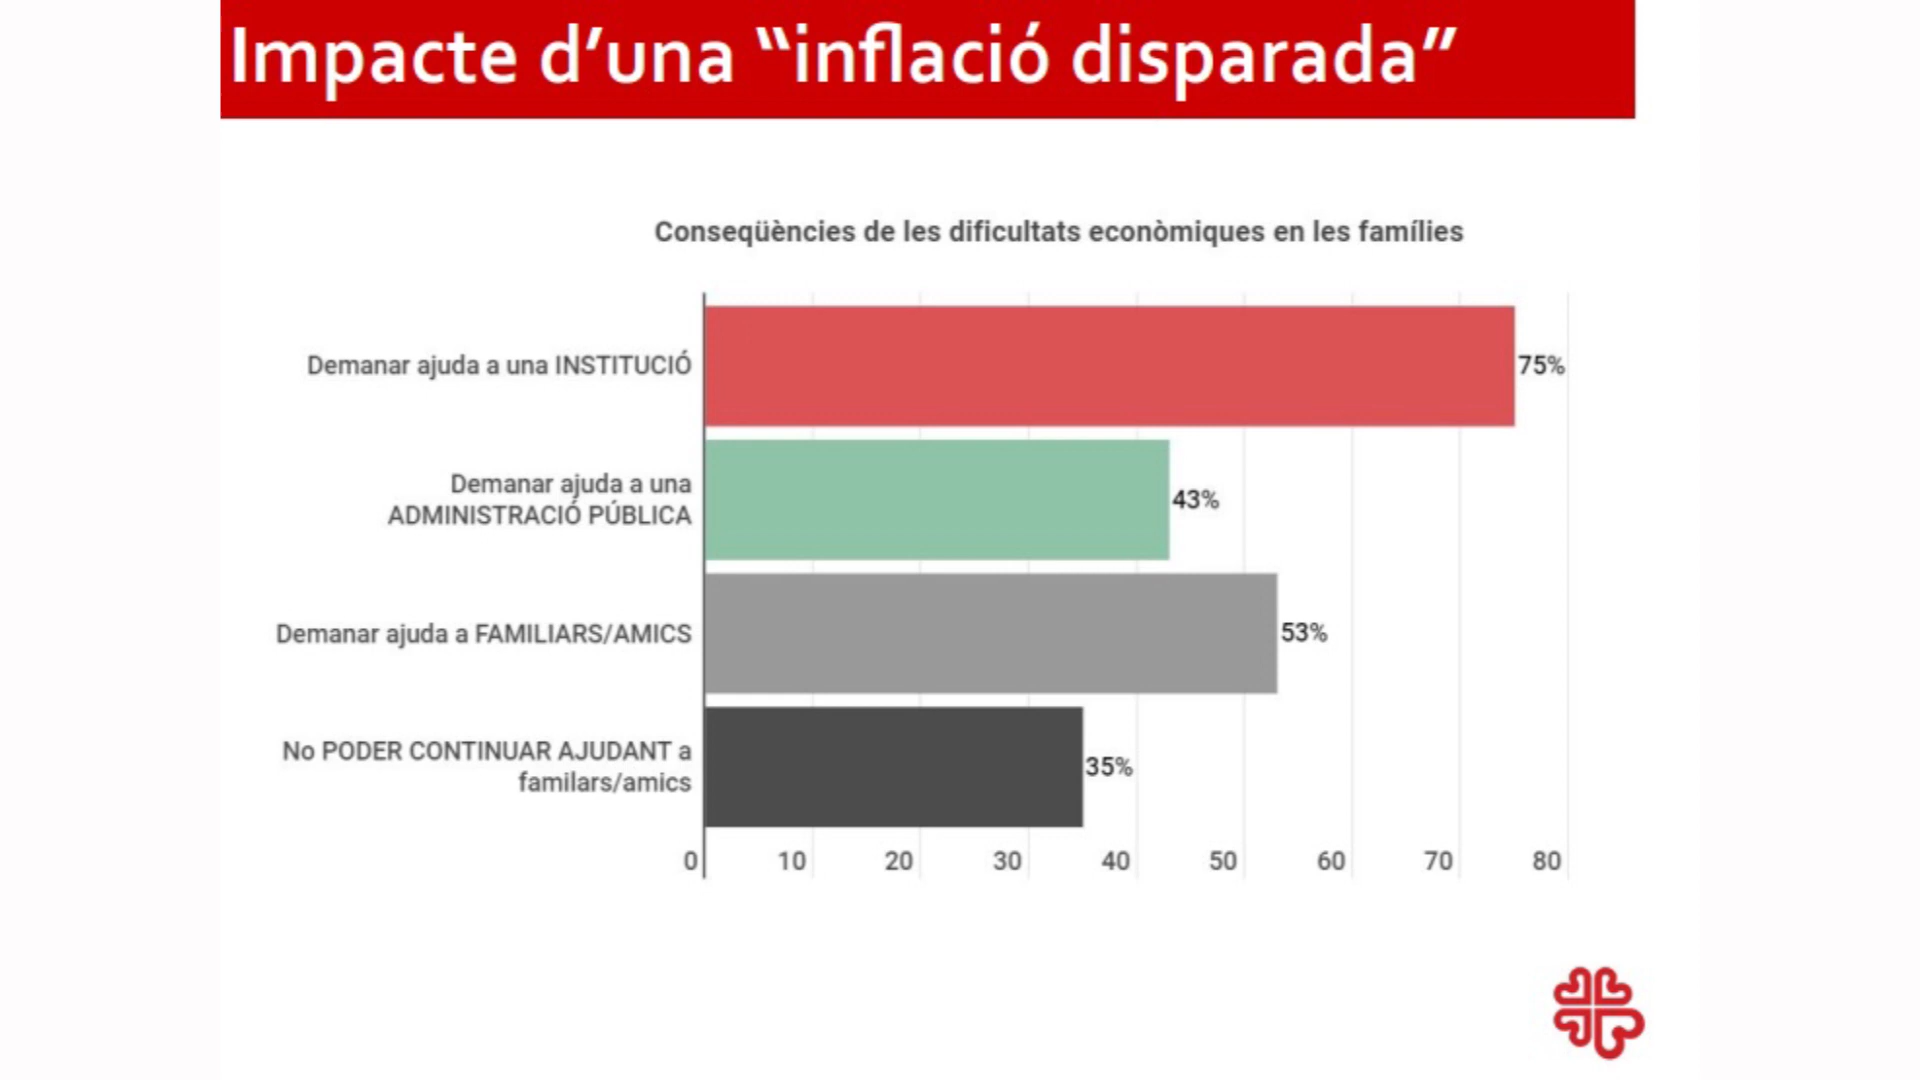 Impacte d’una “inflació disparada”
Conseqüències de les dificultats econòmiques en les famílies
Demanar ajuda a una INSTITUCIÓ
75%
Demanar ajuda a una
ADMINISTRACIÓ PÚBLICA
43%
Demanar ajuda a FAMILIARS/AMICS
53%
No PODER CONTINUAR AJUDANT a
familars/amics
35%
0 10 20 30 40 50 60 70 80